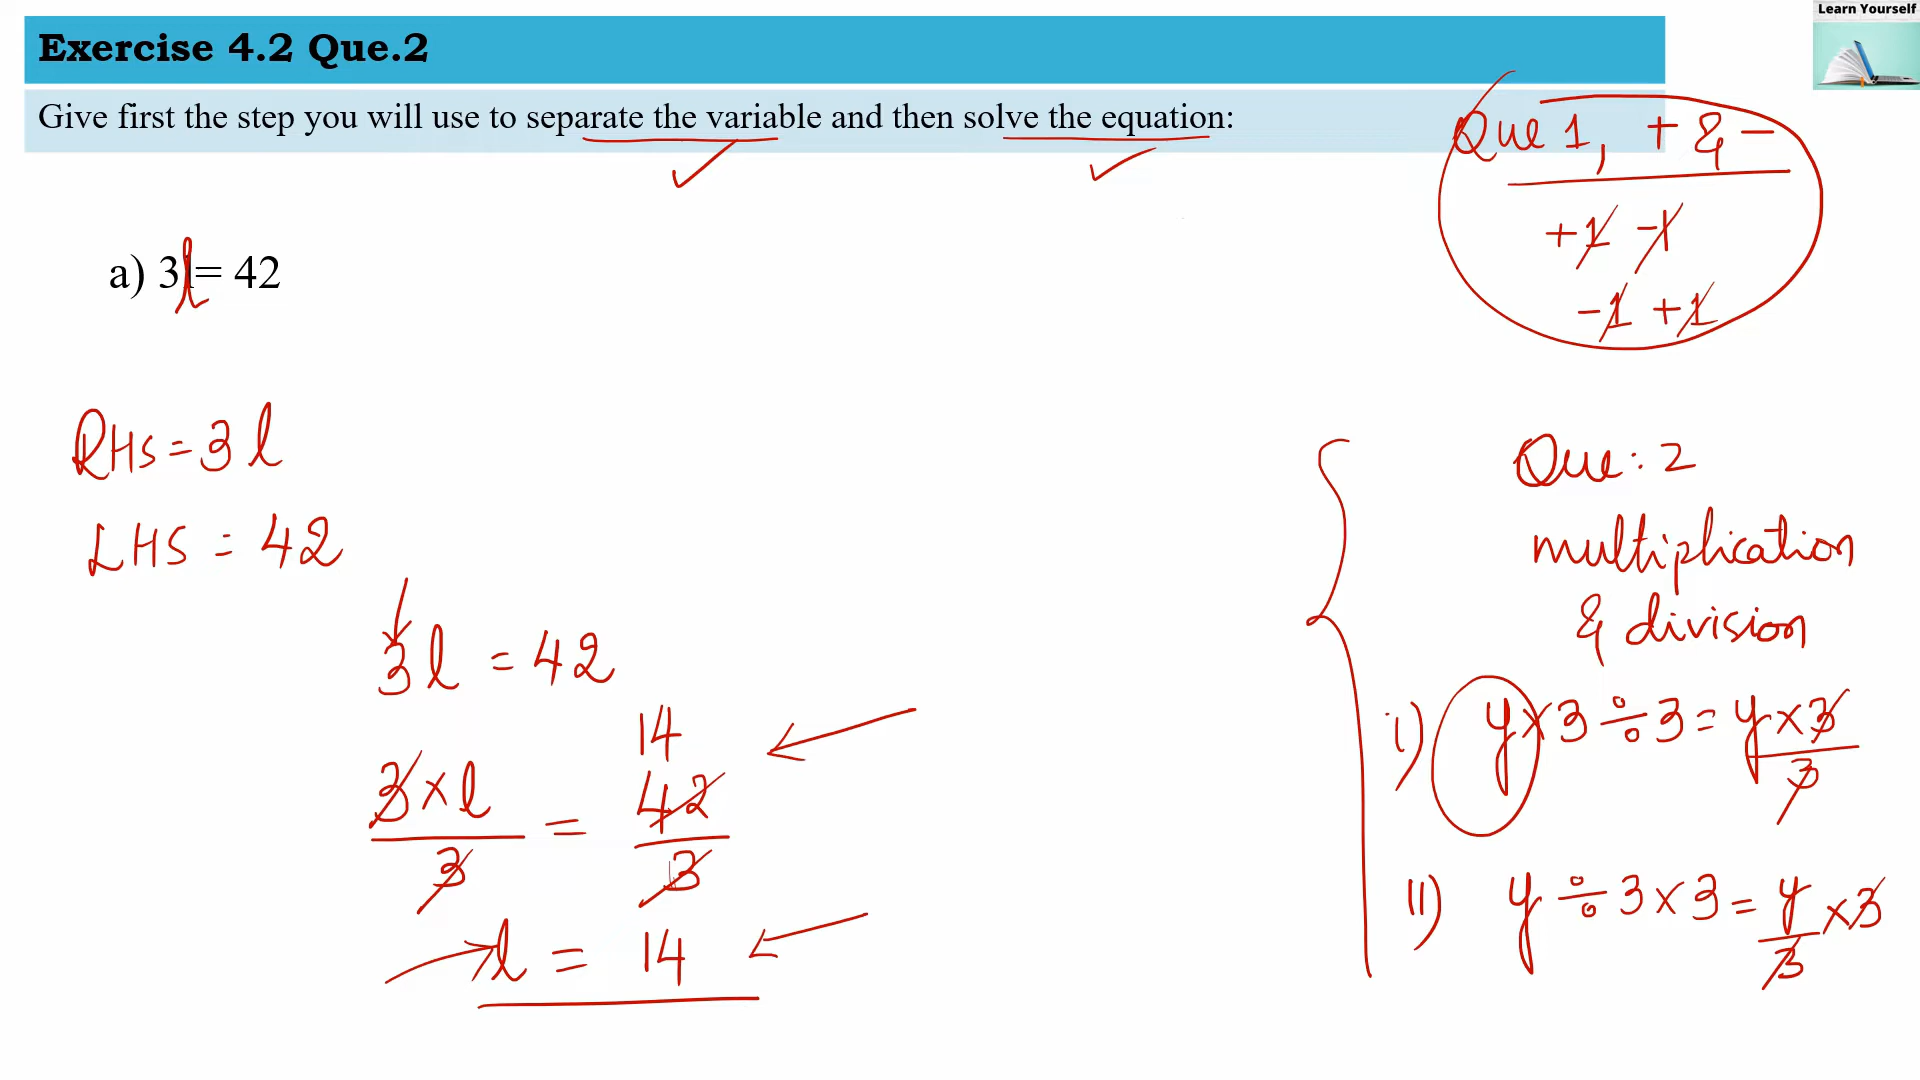 Learn Yourself
Exercise 4.2 Que.2
Give first the step you will use to separate the variable and then solve the equation:
Que 1, + & -
+1 -1
-1 +1
a) 3l= 42
RHS = 3l
LHS = 42
3l = 42
14
3 × l / 3 = 42 / 3
l = 14
Que: 2
multiplication
& division
i) y × 3 ÷ 3 = y × 3 / 3
ii) y ÷ 3 × 3 = y / 3 × 3